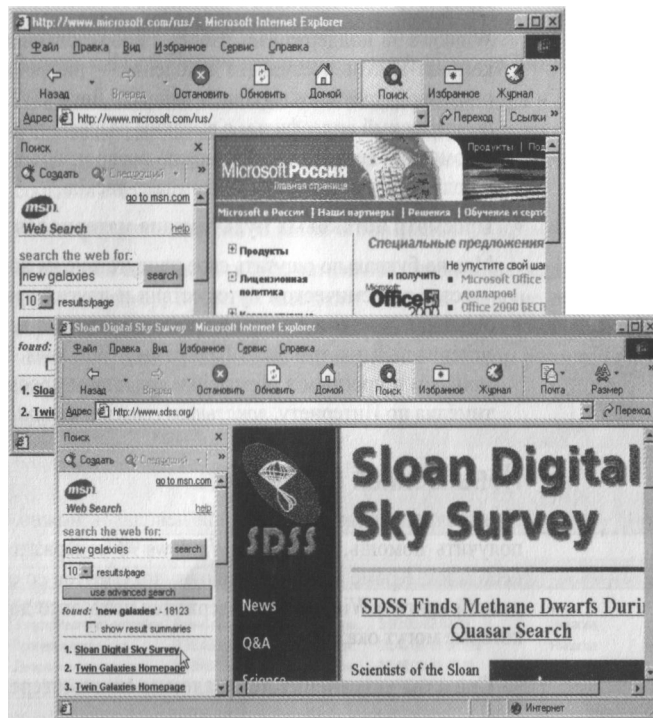 http://www.microsoft.com/rus/ - Microsoft Internet Explorer
Файл Правка Вид Избранное Сервис Справка
Назад Вперед Остановить Обновить Домой Поиск Избранное Журнал »
Адрес http://www.microsoft.com/rus/ Переход Ссылки »
Поиск ×
Создать Следующий »
msn go to msn.com
Web Search help
search the web for:
new galaxies search
10 results/page
found:
1. Sloa
2. Twin
Продукты | Под
Microsoft Россия
Главная страница
Microsoft в России | Наши партнеры | Решения | Обучение и серти
Продукты
Лицензионная
политика
Специальные предложения
и получить
Microsoft
Office
2000
Не упустите свой шан
Microsoft Office
долларов!
Office 2000 БЕСП
Sloan Digital Sky Survey - Microsoft Internet Explorer
Файл Правка Вид Избранное Сервис Справка
Назад Вперед Остановить Обновить Домой Поиск Избранное Журнал Почта Размер »
Адрес http://www.sdss.org/ Переход
Поиск ×
Создать Следующий »
msn go to msn.com
Web Search help
search the web for:
new galaxies search
10 results/page
use advanced search
found: 'new galaxies' - 18123
show result summaries
1. Sloan Digital Sky Survey
2. Twin Galaxies Homepage
3. Twin Galaxies Homepage
SDSS
News
Q&A
Science
Sloan Digital
Sky Survey
SDSS Finds Methane Dwarfs Duri
Quasar Search
Scientists of the Sloan
Интернет